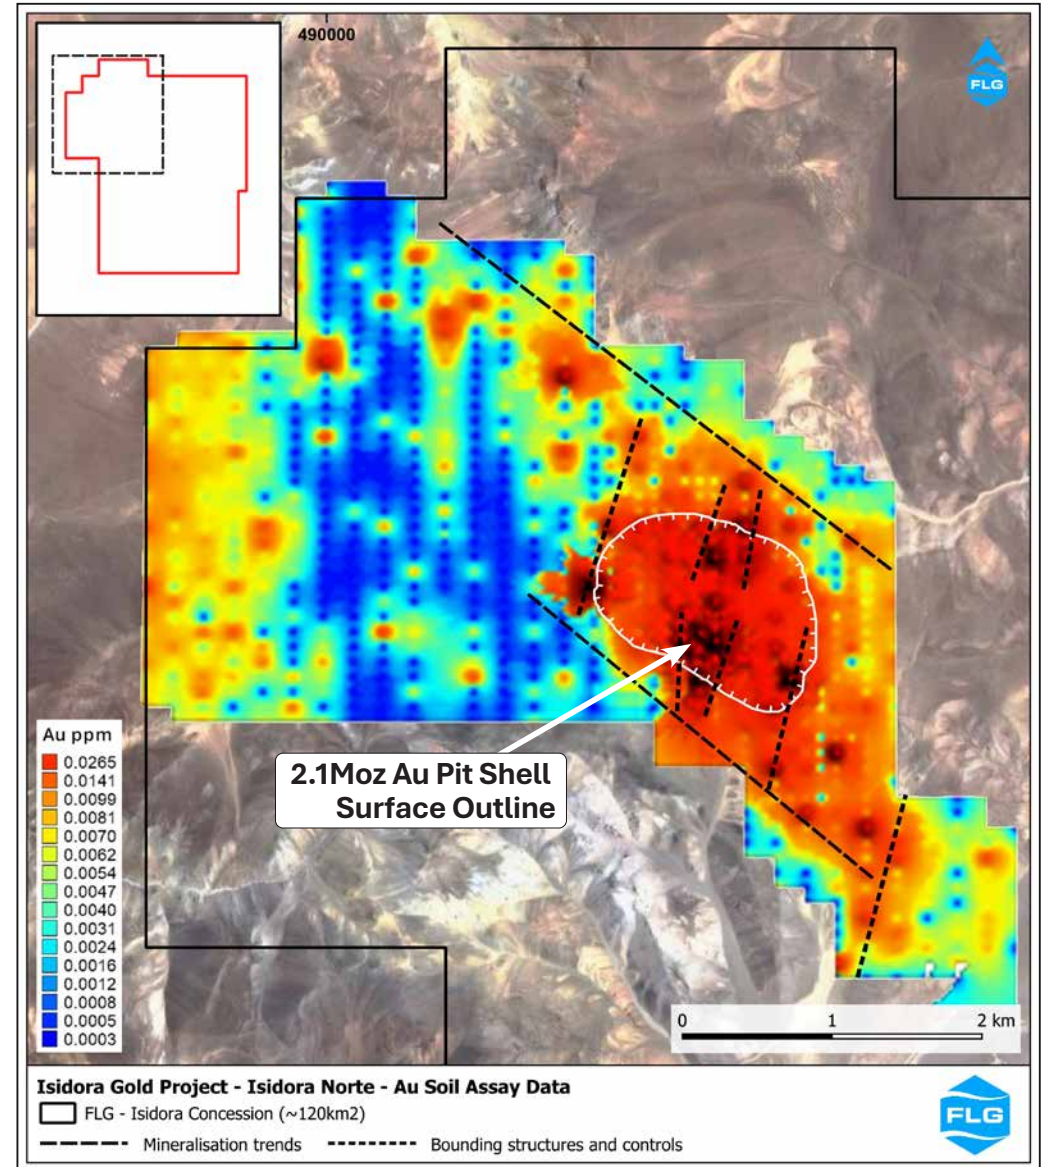 490000
FLG
2.1Moz Au Pit Shell
Surface Outline
Au ppm
0.0265
0.0141
0.0099
0.0081
0.0070
0.0062
0.0054
0.0047
0.0040
0.0031
0.0024
0.0016
0.0012
0.0008
0.0005
0.0003
0 1 2 km
Isidora Gold Project - Isidora Norte - Au Soil Assay Data
FLG - Isidora Concession (~120km2)
Mineralisation trends Bounding structures and controls
FLG